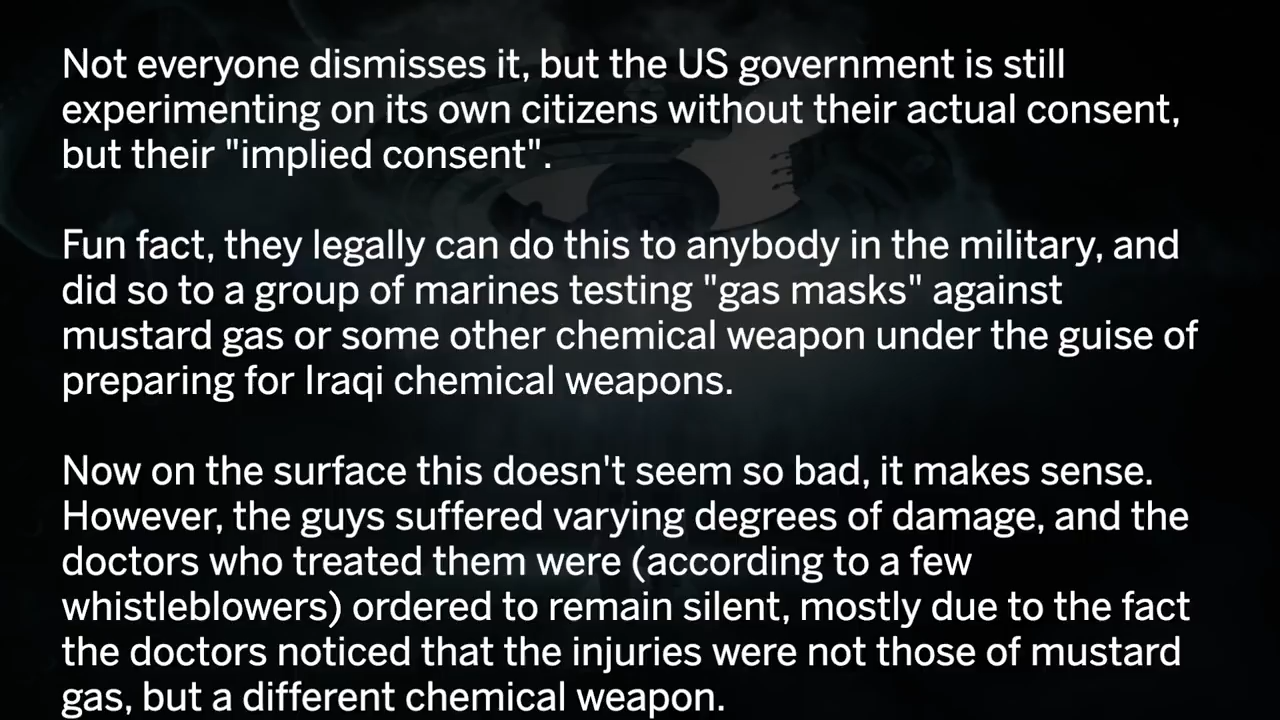 Not everyone dismisses it, but the US government is still
experimenting on its own citizens without their actual consent,
but their "implied consent".
Fun fact, they legally can do this to anybody in the military, and
did so to a group of marines testing "gas masks" against
mustard gas or some other chemical weapon under the guise of
preparing for Iraqi chemical weapons.
Now on the surface this doesn't seem so bad, it makes sense.
However, the guys suffered varying degrees of damage, and the
doctors who treated them were (according to a few
whistleblowers) ordered to remain silent, mostly due to the fact
the doctors noticed that the injuries were not those of mustard
gas, but a different chemical weapon.